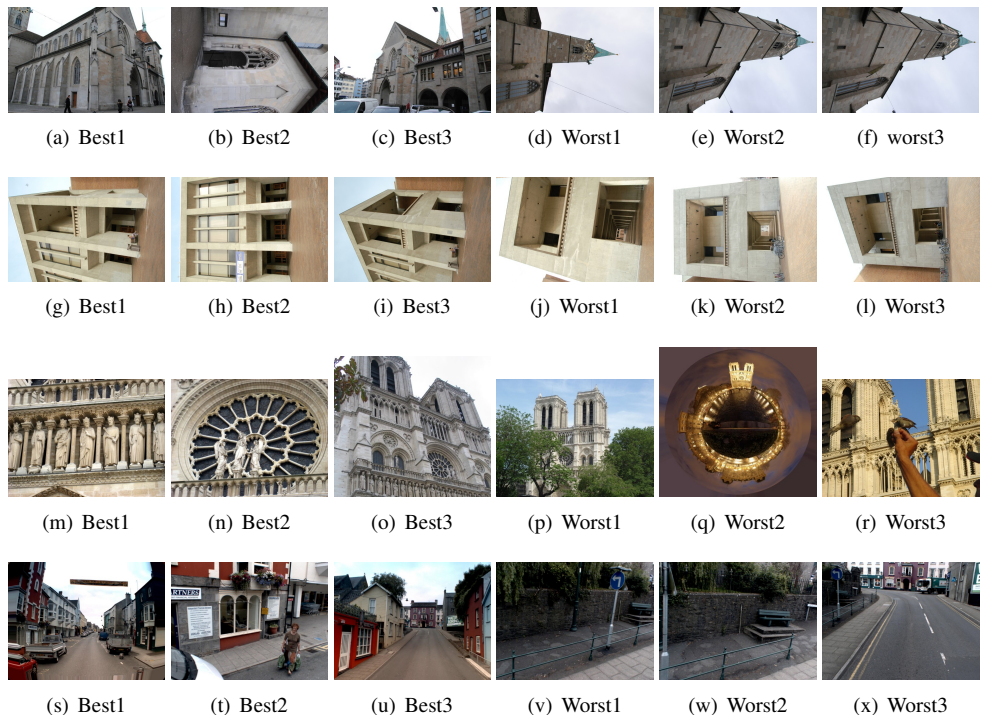 (a) Best1 (b) Best2 (c) Best3 (d) Worst1 (e) Worst2 (f) worst3
(g) Best1 (h) Best2 (i) Best3 (j) Worst1 (k) Worst2 (l) Worst3
(m) Best1 (n) Best2 (o) Best3 (p) Worst1 (q) Worst2 (r) Worst3
ARTNERS
(s) Best1 (t) Best2 (u) Best3 (v) Worst1 (w) Worst2 (x) Worst3